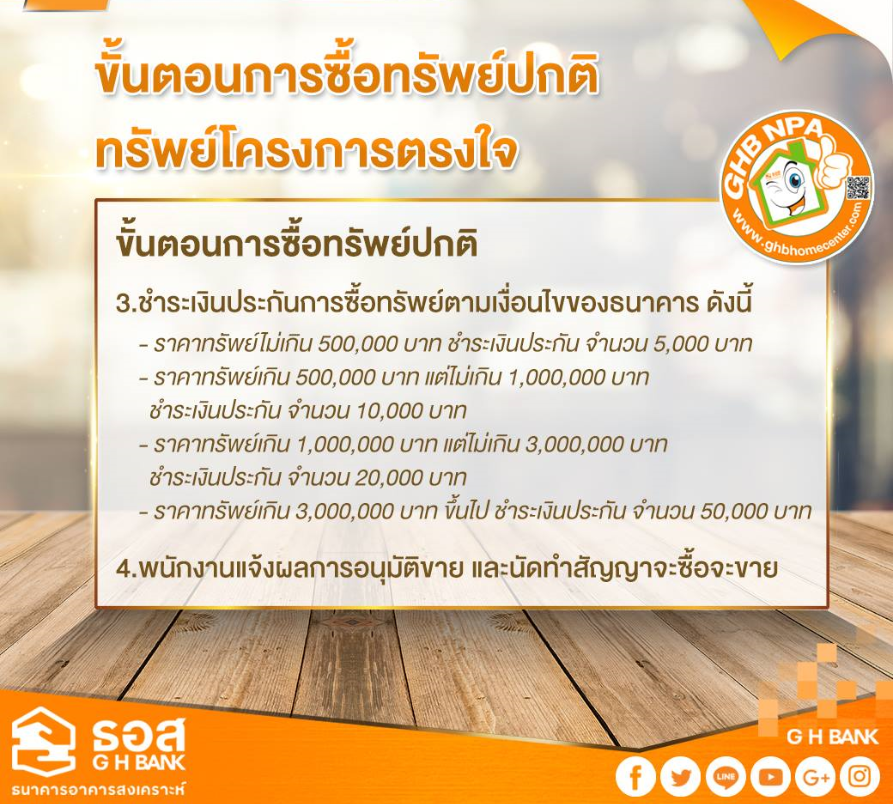 ขั้นตอนการซื้อทรัพย์ปกติ
ทรัพย์โครงการตรงใจ
GHB NPA
www.ghbhomecenter.com
ขั้นตอนการซื้อทรัพย์ปกติ
3.ชำระเงินประกันการซื้อทรัพย์ตามเงื่อนไขของธนาคาร ดังนี้
- ราคาทรัพย์ไม่เกิน 500,000 บาท ชำระเงินประกัน จำนวน 5,000 บาท
- ราคาทรัพย์เกิน 500,000 บาท แต่ไม่เกิน 1,000,000 บาท
ชำระเงินประกัน จำนวน 10,000 บาท
- ราคาทรัพย์เกิน 1,000,000 บาท แต่ไม่เกิน 3,000,000 บาท
ชำระเงินประกัน จำนวน 20,000 บาท
- ราคาทรัพย์เกิน 3,000,000 บาท ขึ้นไป ชำระเงินประกัน จำนวน 50,000 บาท
4.พนักงานแจ้งผลการอนุมัติขาย และนัดทำสัญญาจะซื้อจะขาย
ธอส
G H BANK
ธนาคารอาคารสงเคราะห์
G H BANK
LINE
G+